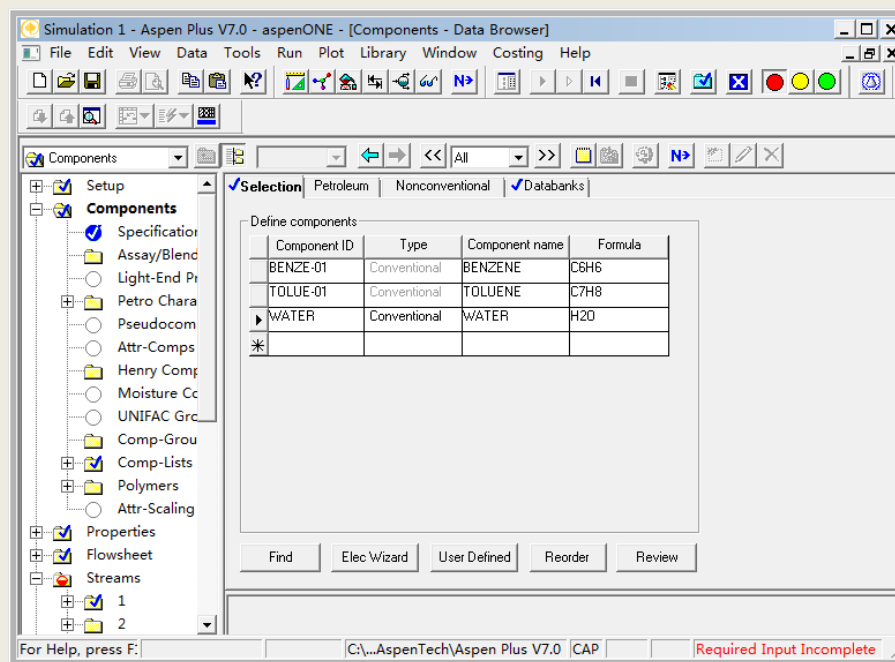 Simulation 1 - Aspen Plus V7.0 - aspenONE - [Components - Data Browser]
File Edit View Data Tools Run Plot Library Window Costing Help
N»
Components All N»
Setup
Components
Specification
Assay/Blend
Light-End Pr
Petro Chara
Pseudocom
Attr-Comps
Henry Comp
Moisture Co
UNIFAC Gro
Comp-Grou
Comp-Lists
Polymers
Attr-Scaling
Properties
Flowsheet
Streams
1
2
Selection Petroleum Nonconventional Databanks
Define components
Component ID Type Component name Formula
BENZE-01 Conventional BENZENE C6H6
TOLUE-01 Conventional TOLUENE C7H8
WATER Conventional WATER H2O
Find Elec Wizard User Defined Reorder Review
For Help, press F: C:\...AspenTech\Aspen Plus V7.0 CAP Required Input Incomplete